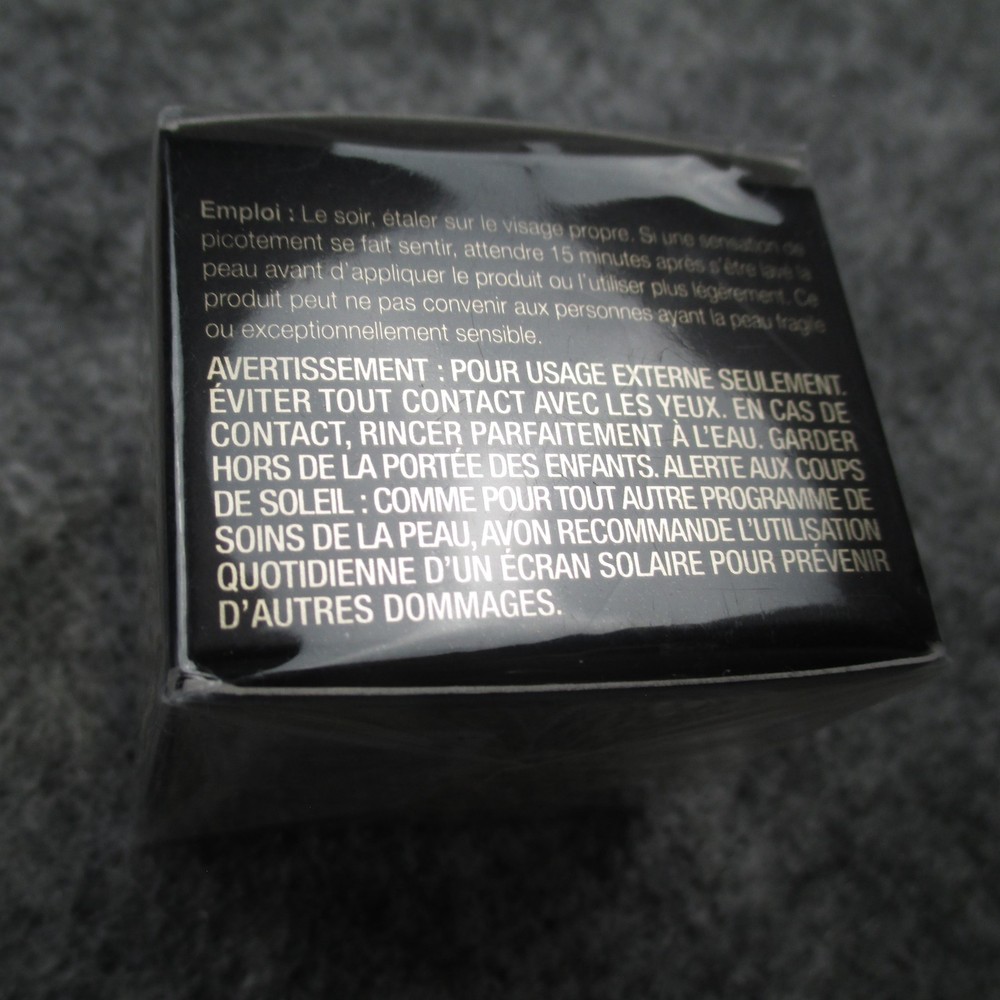 Emploi : Le soir, étaler sur le visage propre. Si une sensation de
picotement se fait sentir, attendre 15 minutes après s'être lavé la
peau avant d'appliquer le produit ou l'utiliser plus légèrement. Ce
produit peut ne pas convenir aux personnes ayant la peau fragile
ou exceptionnellement sensible.
AVERTISSEMENT : POUR USAGE EXTERNE SEULEMENT.
ÉVITER TOUT CONTACT AVEC LES YEUX. EN CAS DE
CONTACT, RINCER PARFAITEMENT À L'EAU. GARDER
HORS DE LA PORTÉE DES ENFANTS. ALERTE AUX COUPS
DE SOLEIL : COMME POUR TOUT AUTRE PROGRAMME DE
SOINS DE LA PEAU, AVON RECOMMANDE L'UTILISATION
QUOTIDIENNE D'UN ÉCRAN SOLAIRE POUR PRÉVENIR
D'AUTRES DOMMAGES.